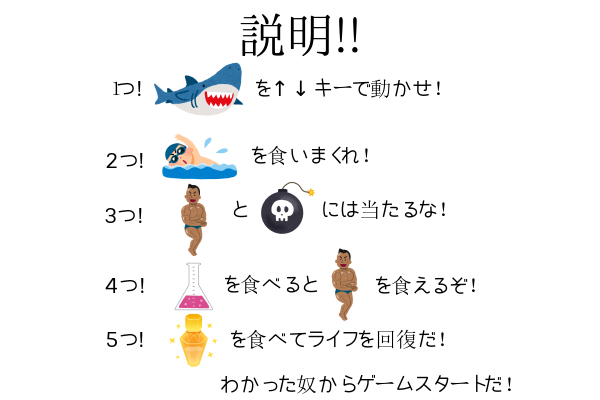 説明!!
1つ! を↑↓キーで動かせ!
2つ! を食いまくれ!
3つ! と には当たるな!
4つ! を食べると を食えるぞ!
5つ! を食べてライフを回復だ!
わかった奴からゲームスタートだ!